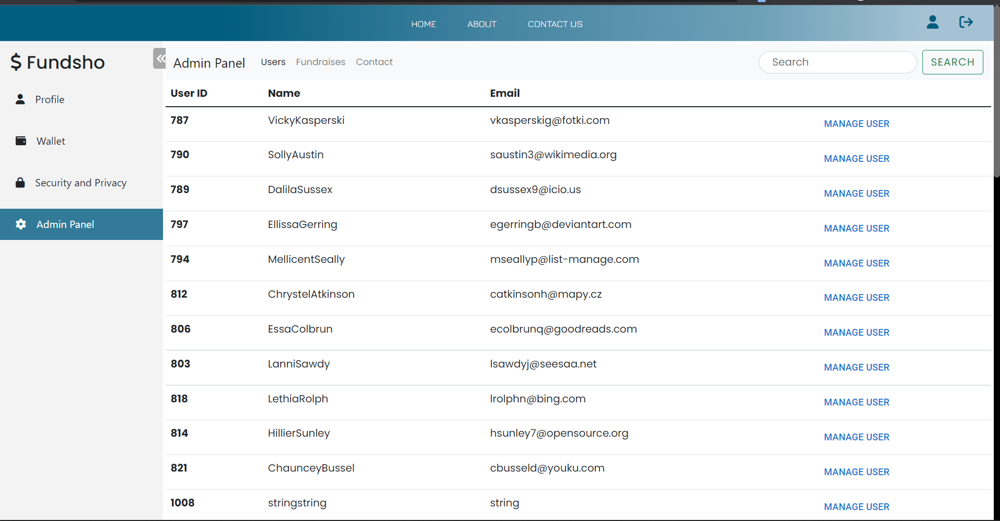 HOME ABOUT CONTACT US
$ Fundsho
Profile
Wallet
Security and Privacy
Admin Panel
Admin Panel Users Fundraises Contact Search SEARCH
User ID Name Email
787 VickyKasperski vkasperskig@fotki.com MANAGE USER
790 SollyAustin saustin3@wikimedia.org MANAGE USER
789 DalilaSussex dsussex9@icio.us MANAGE USER
797 EllissaGerring egerringb@deviantart.com MANAGE USER
794 MellicentSeally mseallyp@list-manage.com MANAGE USER
812 ChrystelAtkinson catkinsonh@mapy.cz MANAGE USER
806 EssaColbrun ecolbrunq@goodreads.com MANAGE USER
803 LanniSawdy lsawdyj@seesaa.net MANAGE USER
818 LethiaRolph lrolphn@bing.com MANAGE USER
814 HillierSunley hsunley7@opensource.org MANAGE USER
821 ChaunceyBussel cbusseld@youku.com MANAGE USER
1008 stringstring string MANAGE USER